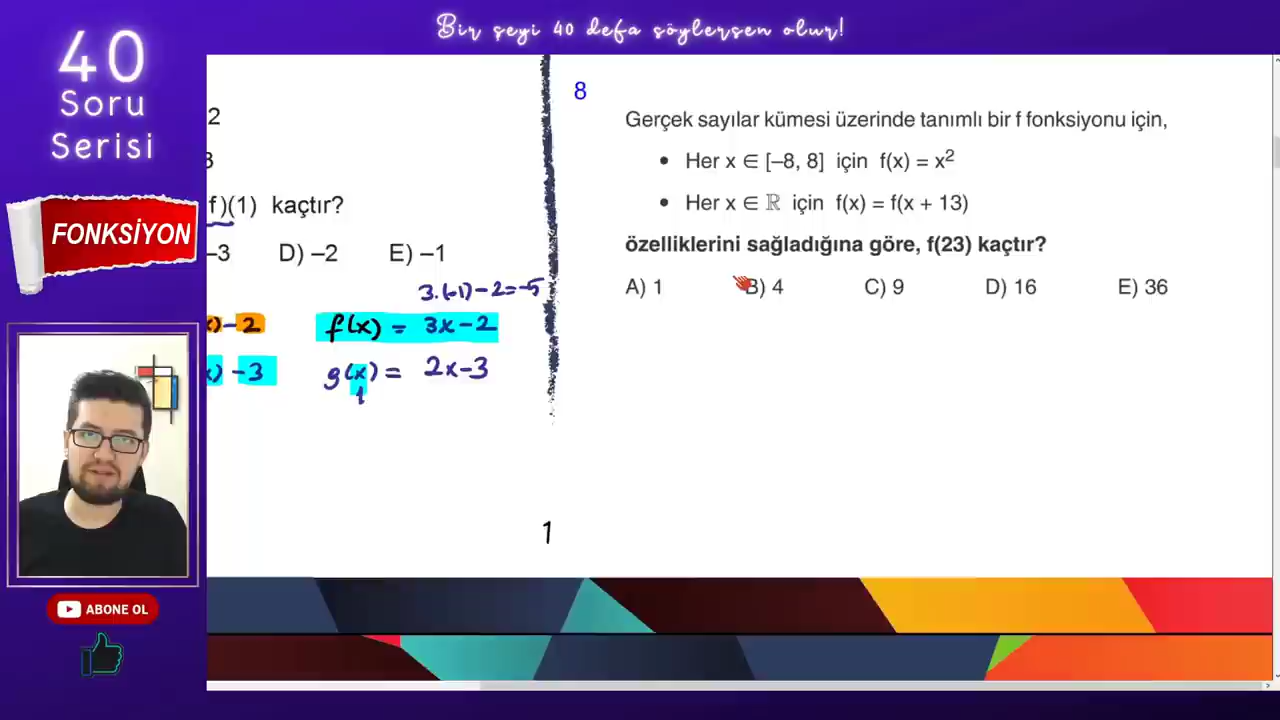 Bir şeyi 40 defa söylersen olur!
40
Soru
Serisi
FONKSİYON
ABONE OL
2
3
f)(1) kaçtır?
–3 D) –2 E) –1
3.(-1)-2=-5
x)-2 f(x) = 3x-2
x)-3 g(x) = 2x-3
1
8
Gerçek sayılar kümesi üzerinde tanımlı bir f fonksiyonu için,
• Her x ∈ [–8, 8] için f(x) = x²
• Her x ∈ ℝ için f(x) = f(x + 13)
özelliklerini sağladığına göre, f(23) kaçtır?
A) 1 B) 4 C) 9 D) 16 E) 36
1